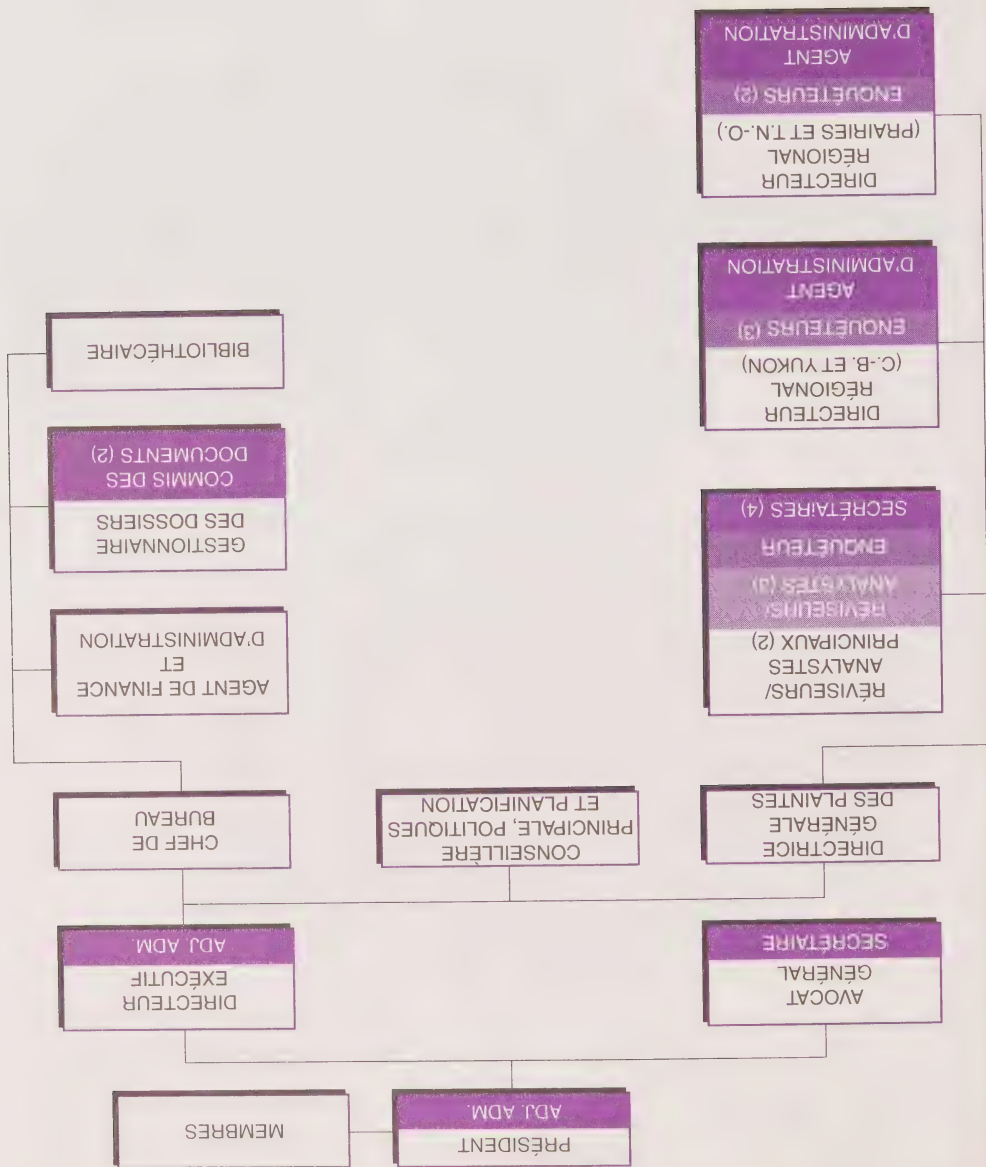 PRÉSIDENT
ADJ. ADM.
MEMBRES
AVOCAT
GÉNÉRAL
SECRÉTAIRE
DIRECTEUR
EXÉCUTIF
ADJ. ADM.
DIRECTRICE
GÉNÉRALE
DES PLAINTES
CONSEILLÈRE
PRINCIPALE, POLITIQUES
ET PLANIFICATION
CHEF DE
BUREAU
RÉVISEURS/
ANALYSTES
PRINCIPAUX (2)
RÉVISEURS/
ANALYSTES (3)
ENQUÊTEUR
SECRÉTAIRES (4)
DIRECTEUR
RÉGIONAL
(C.-B. ET YUKON)
ENQUÊTEURS (3)
AGENT
D'ADMINISTRATION
DIRECTEUR
RÉGIONAL
(PRAIRIES ET T.N.-O.)
ENQUÊTEURS (2)
AGENT
D'ADMINISTRATION
AGENT DE FINANCE
ET
D'ADMINISTRATION
GESTIONNAIRE
DES DOSSIERS
COMMIS DES
DOCUMENTS (2)
BIBLIOTHÉCAIRE